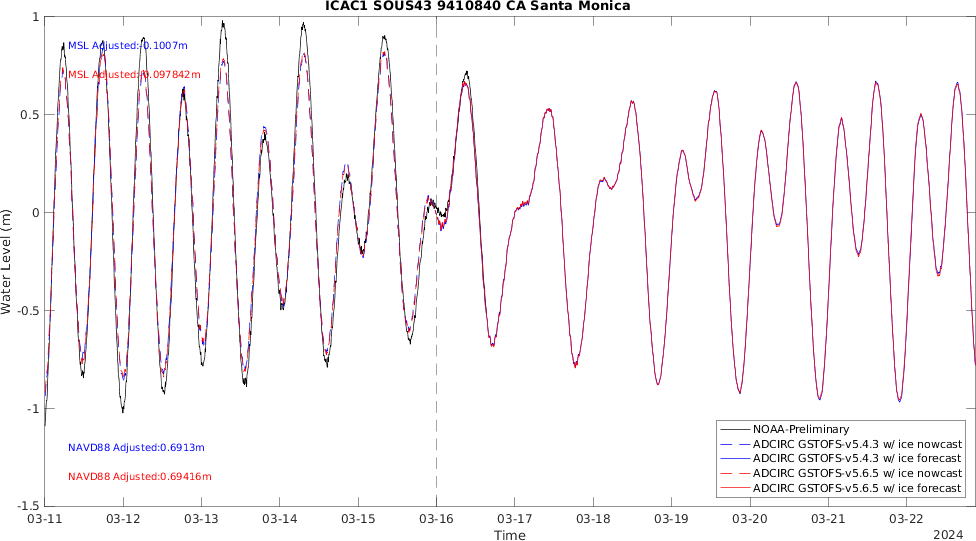 ICAC1 SOUS43 9410840 CA Santa Monica
1
0.5
0
-0.5
-1
-1.5
Water Level (m)
MSL Adjusted:-0.1007m
MSL Adjusted:-0.097842m
NAVD88 Adjusted:0.6913m
NAVD88 Adjusted:0.69416m
NOAA-Preliminary
ADCIRC GSTOFS-v5.4.3 w/ ice nowcast
ADCIRC GSTOFS-v5.4.3 w/ ice forecast
ADCIRC GSTOFS-v5.6.5 w/ ice nowcast
ADCIRC GSTOFS-v5.6.5 w/ ice forecast
03-11 03-12 03-13 03-14 03-15 03-16 03-17 03-18 03-19 03-20 03-21 03-22
Time
2024